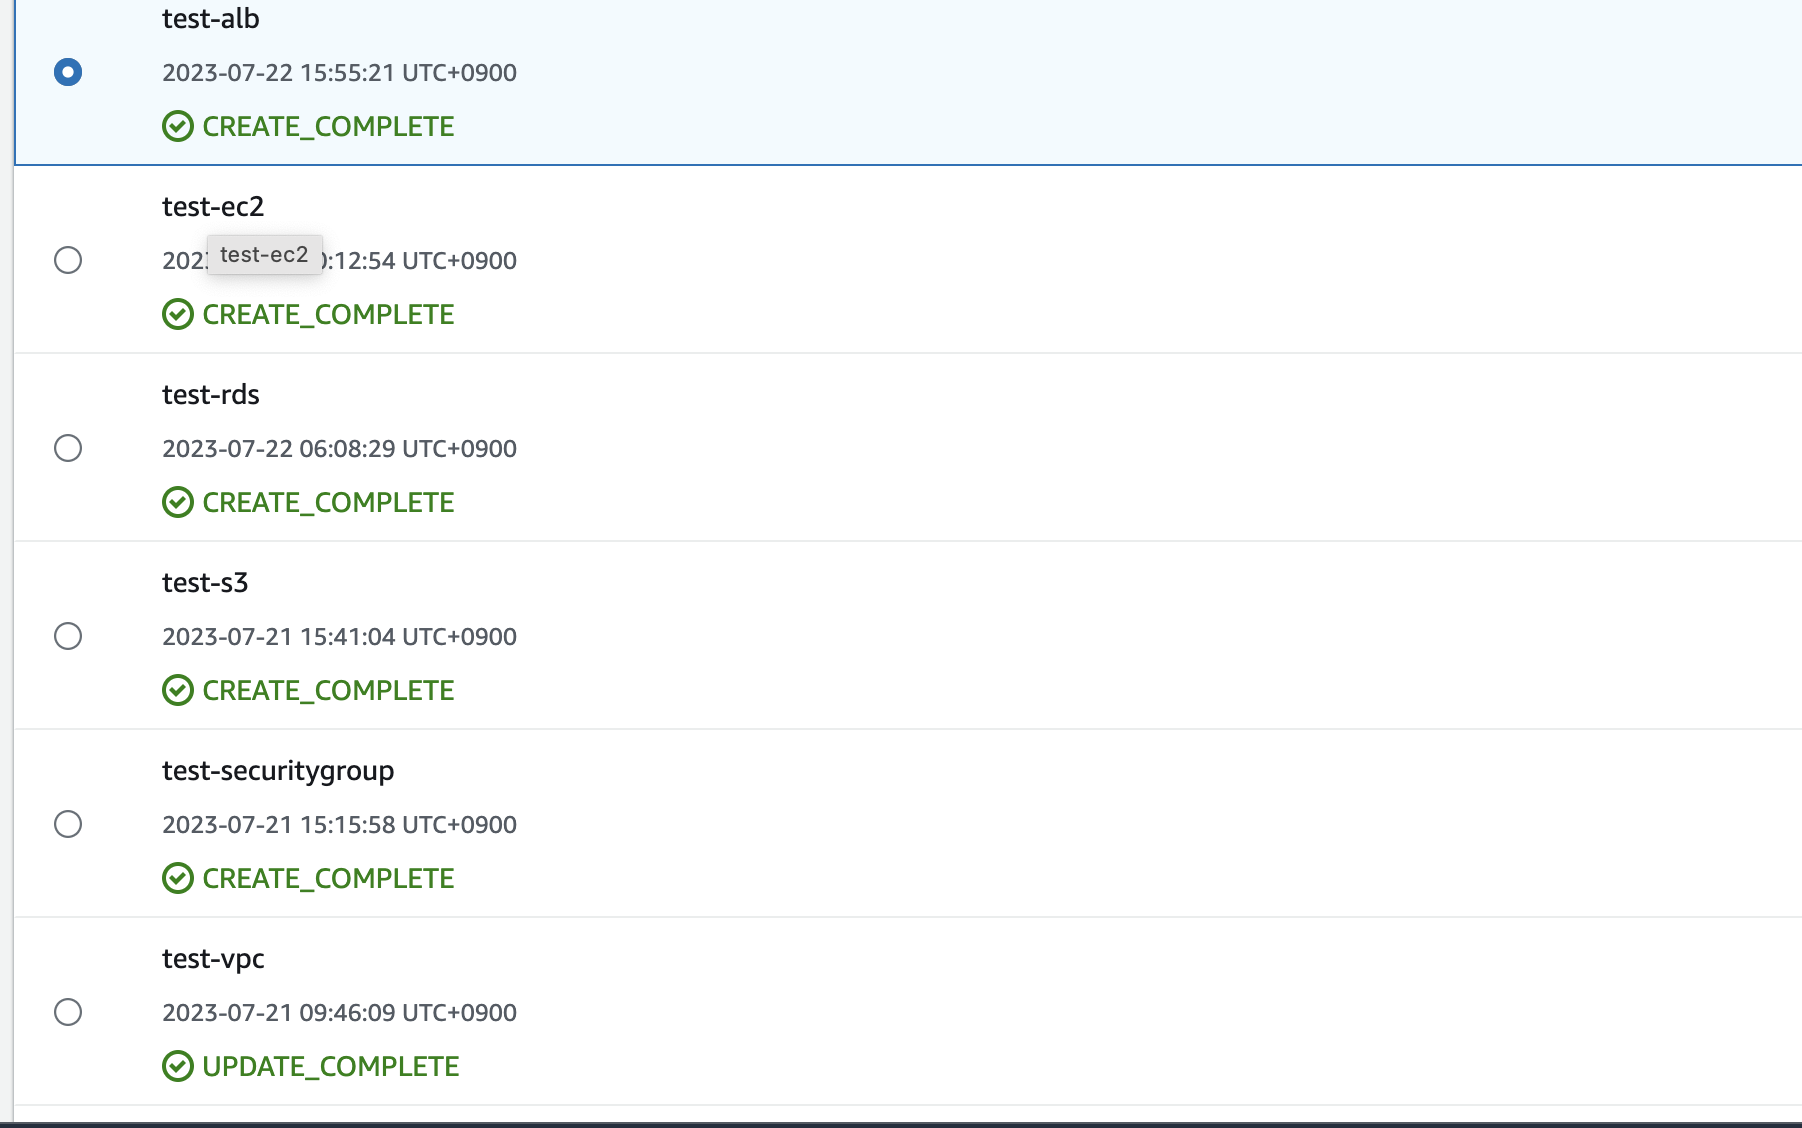 test-alb
2023-07-22 15:55:21 UTC+0900
CREATE_COMPLETE
test-ec2
test-ec2
:12:54 UTC+0900
CREATE_COMPLETE
test-rds
2023-07-22 06:08:29 UTC+0900
CREATE_COMPLETE
test-s3
2023-07-21 15:41:04 UTC+0900
CREATE_COMPLETE
test-securitygroup
2023-07-21 15:15:58 UTC+0900
CREATE_COMPLETE
test-vpc
2023-07-21 09:46:09 UTC+0900
UPDATE_COMPLETE